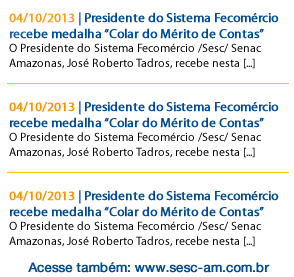 04/10/2013 | Presidente do Sistema Fecomércio
recebe medalha “Colar do Mérito de Contas”
O Presidente do Sistema Fecomércio /Sesc/ Senac
Amazonas, José Roberto Tadros, recebe nesta [...]
04/10/2013 | Presidente do Sistema Fecomércio
recebe medalha “Colar do Mérito de Contas”
O Presidente do Sistema Fecomércio /Sesc/ Senac
Amazonas, José Roberto Tadros, recebe nesta [...]
04/10/2013 | Presidente do Sistema Fecomércio
recebe medalha “Colar do Mérito de Contas”
O Presidente do Sistema Fecomércio /Sesc/ Senac
Amazonas, José Roberto Tadros, recebe nesta [...]
Acesse também: www.sesc-am.com.br